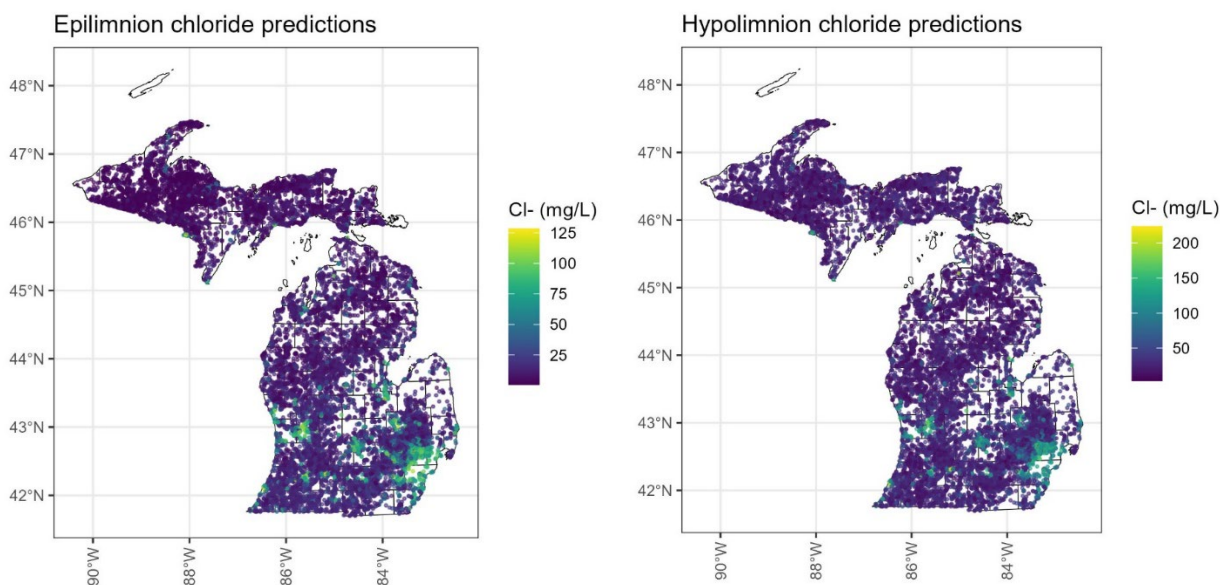 Epilimnion chloride predictions
48°N
47°N
46°N
45°N
44°N
43°N
42°N
90°W
88°W
86°W
84°W
Cl- (mg/L)
125
100
75
50
25
Hypolimnion chloride predictions
48°N
47°N
46°N
45°N
44°N
43°N
42°N
90°W
88°W
86°W
84°W
Cl- (mg/L)
200
150
100
50